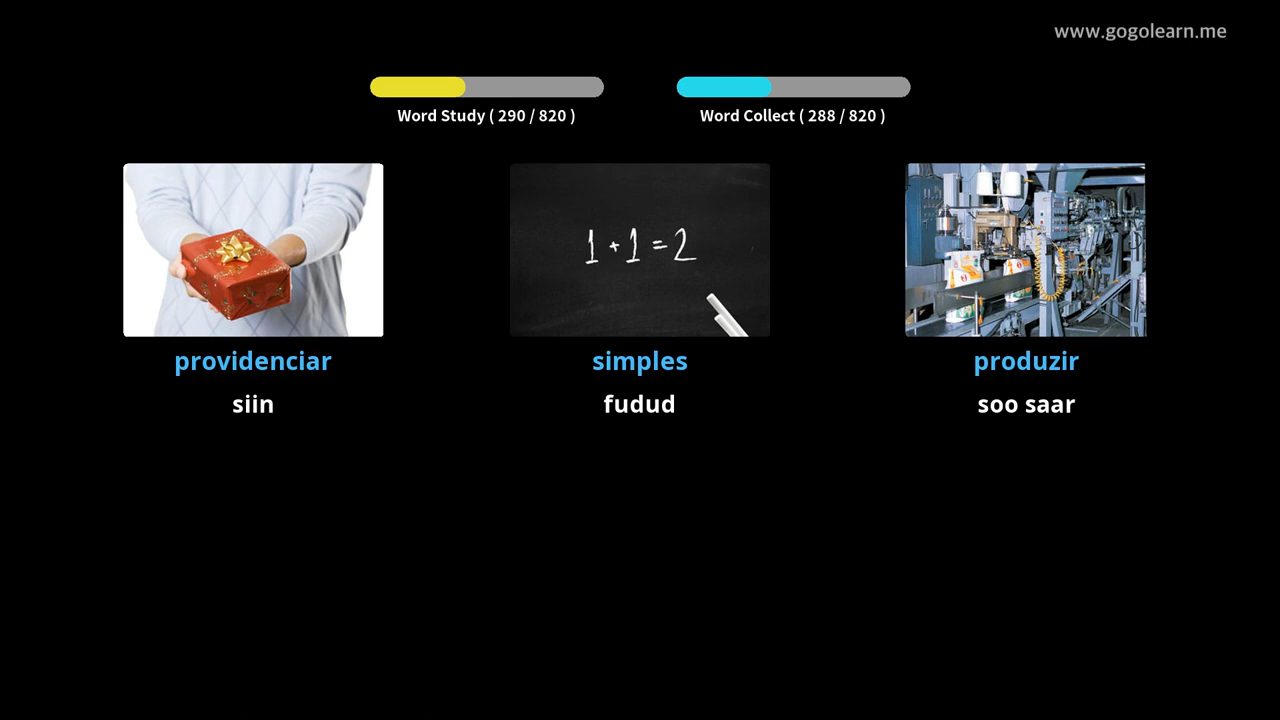 www.gogolearn.me
Word Study ( 290 / 820 )
Word Collect ( 288 / 820 )
1 + 1 = 2
providenciar
simples
produzir
siin
fudud
soo saar